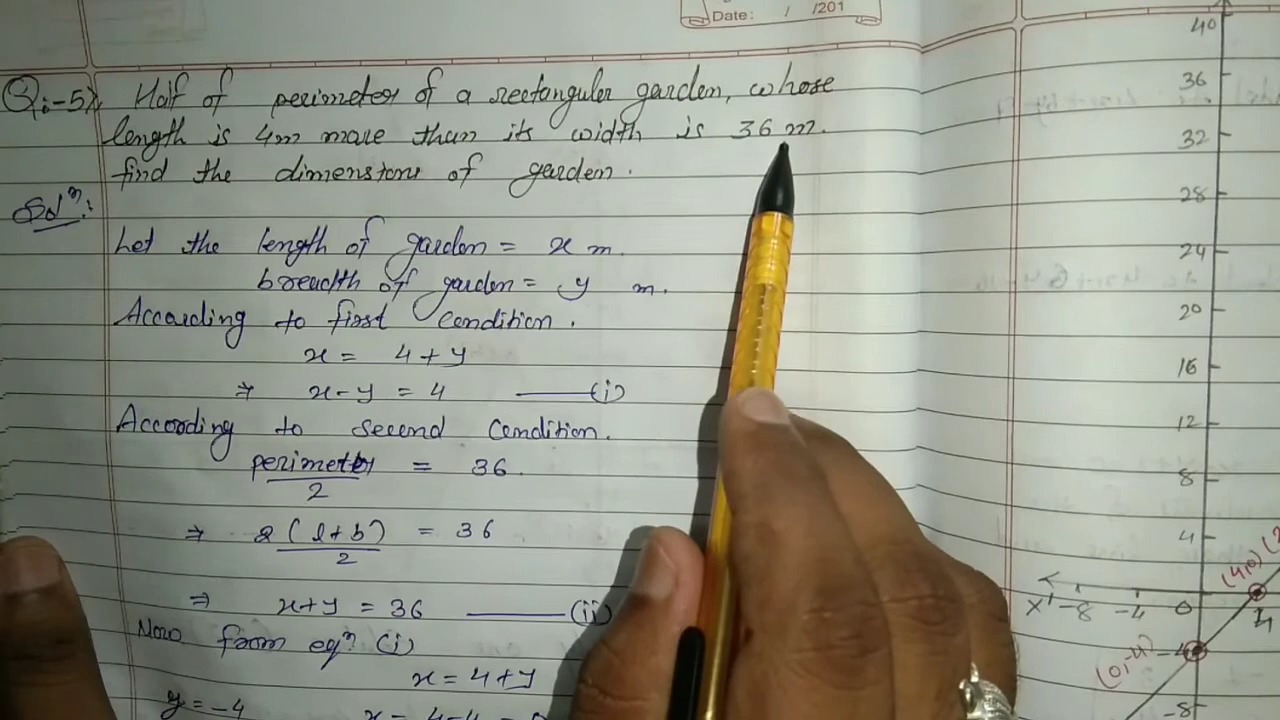 Date: / /201
Q:-5⟩ Half of perimeter of a rectangular garden, whose
length is 4m more than its width is 36 m.
find the dimensions of garden.
Solⁿ:
Let the length of garden = x m.
breadth of garden = y m.
According to first condition.
x = 4 + y
⇒ x - y = 4 ——— (i)
According to second condition.
perimeter/2 = 36
⇒ 2(l+b)/2 = 36
⇒ x + y = 36 ——— (ii)
Now from eqⁿ (i)
x = 4 + y
y = -4
40
36
32
28
24
20
16
12
8
4
x' -8 -4 0 4
(4,0)
(0,-4) -4
-8